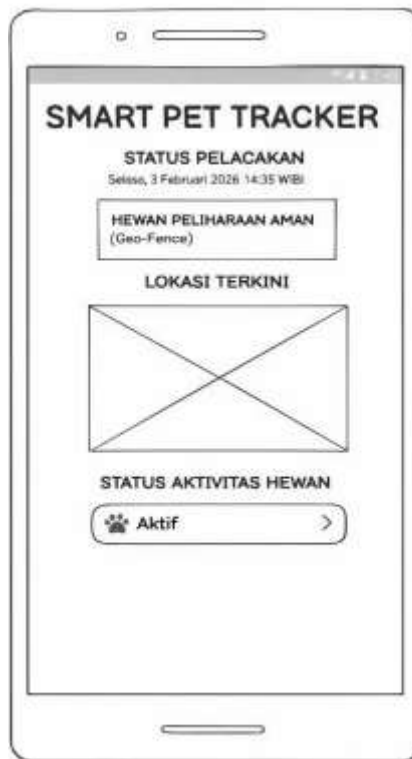 SMART PET TRACKER
STATUS PELACAKAN
Selasa, 3 Februari 2026 14:35 WIBI
HEWAN PELIHARAAN AMAN
(Geo-Fence)
LOKASI TERKINI
STATUS AKTIVITAS HEWAN
Aktif